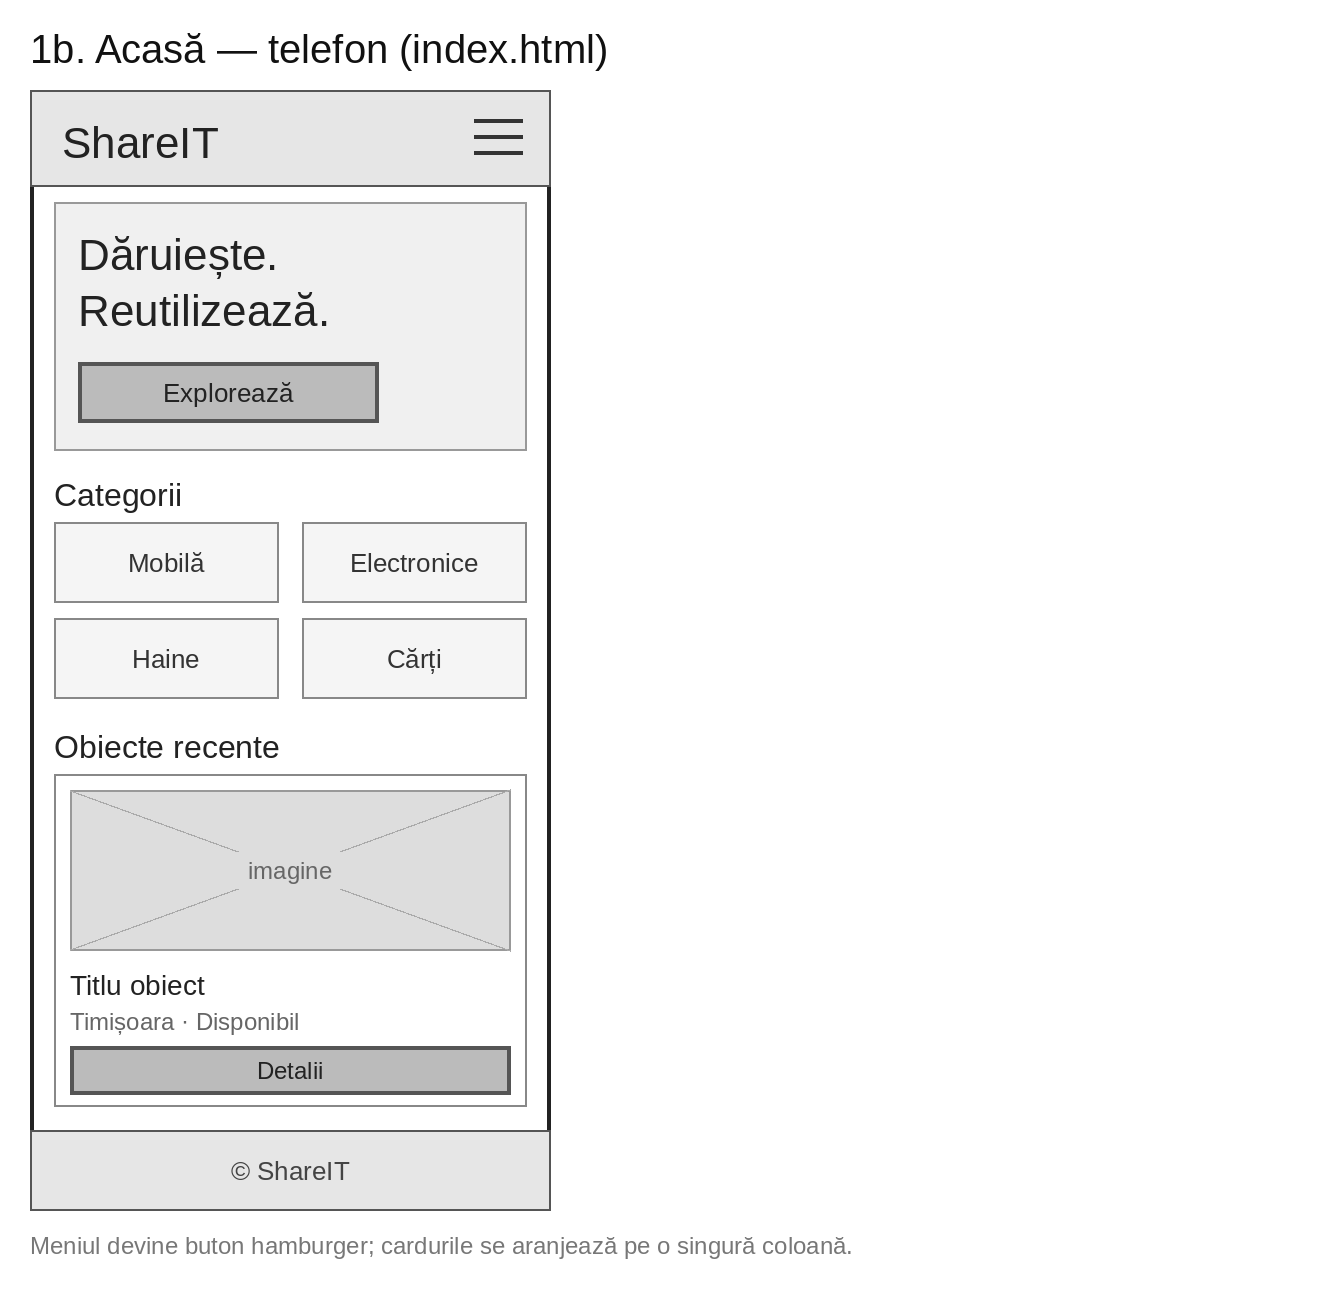 1b. Acasă — telefon (index.html)
ShareIT
Dăruiește.
Reutilizează.
Explorează
Categorii
Mobilă
Electronice
Haine
Cărți
Obiecte recente
imagine
Titlu obiect
Timișoara · Disponibil
Detalii
© ShareIT
Meniul devine buton hamburger; cardurile se aranjează pe o singură coloană.